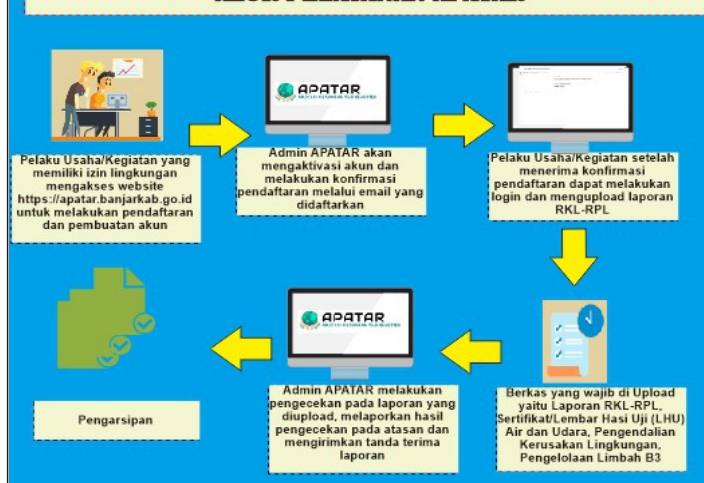 APATAR
Pelaku Usaha/Kegiatan yang
memiliki izin lingkungan
mengakses website
https://apatar.banjarkab.go.id
untuk melakukan pendaftaran
dan pembuatan akun
Admin APATAR akan
mengaktivasi akun dan
melakukan konfirmasi
pendaftaran melalui email yang
didaftarkan
Pelaku Usaha/Kegiatan setelah
menerima konfirmasi
pendaftaran dapat melakukan
login dan mengupload laporan
RKL-RPL
APATAR
Pengarsipan
Admin APATAR melakukan
pengecekan pada laporan yang
diupload, melaporkan hasil
pengecekan pada atasan dan
mengirimkan tanda terima
laporan
Berkas yang wajib di Upload
yaitu Laporan RKL-RPL,
Sertifikat/Lembar Hasi Uji (LHU)
Air dan Udara, Pengendalian
Kerusakan Lingkungan,
Pengelolaan Limbah B3